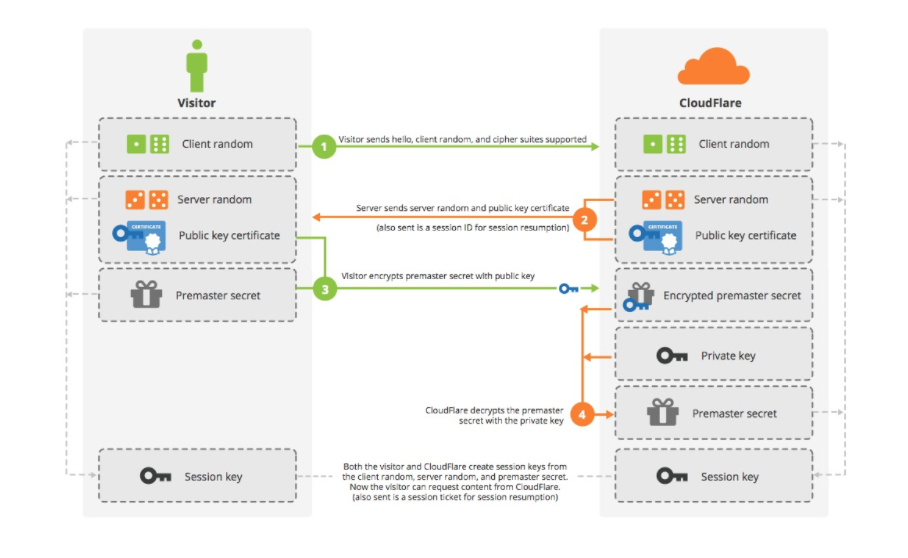 Visitor
CloudFlare
Client random
1
Visitor sends hello, client random, and cipher suites supported
Client random
Server random
Server sends server random and public key certificate
2
Server random
(also sent is a session ID for session resumption)
CERTIFICATE
Public key certificate
CERTIFICATE
Public key certificate
Visitor encrypts premaster secret with public key
3
Premaster secret
Encrypted premaster secret
Private key
CloudFlare decrypts the premaster
secret with the private key
4
Premaster secret
Session key
Both the visitor and CloudFlare create session keys from
the client random, server random, and premaster secret.
Now the visitor can request content from CloudFlare.
(also sent is a session ticket for session resumption)
Session key